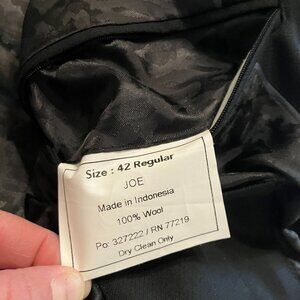 Size : 42 Regular
JOE
Made in Indonesia
100% Wool
Po: 327222 / RN 77219
Dry Clean Only